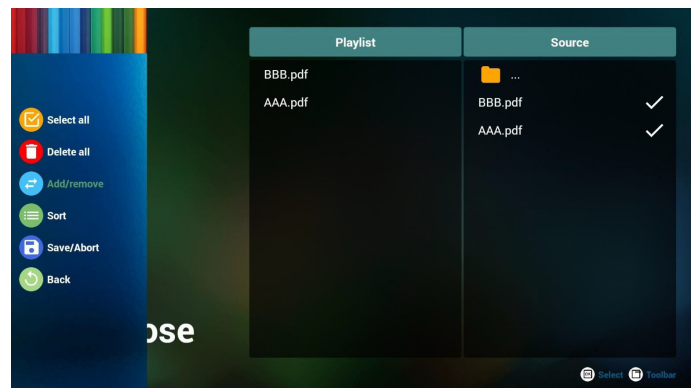 Playlist
Source
BBB.pdf
AAA.pdf
...
BBB.pdf
AAA.pdf
Select all
Delete all
Add/remove
Sort
Save/Abort
Back
ose
Select
Toolbar